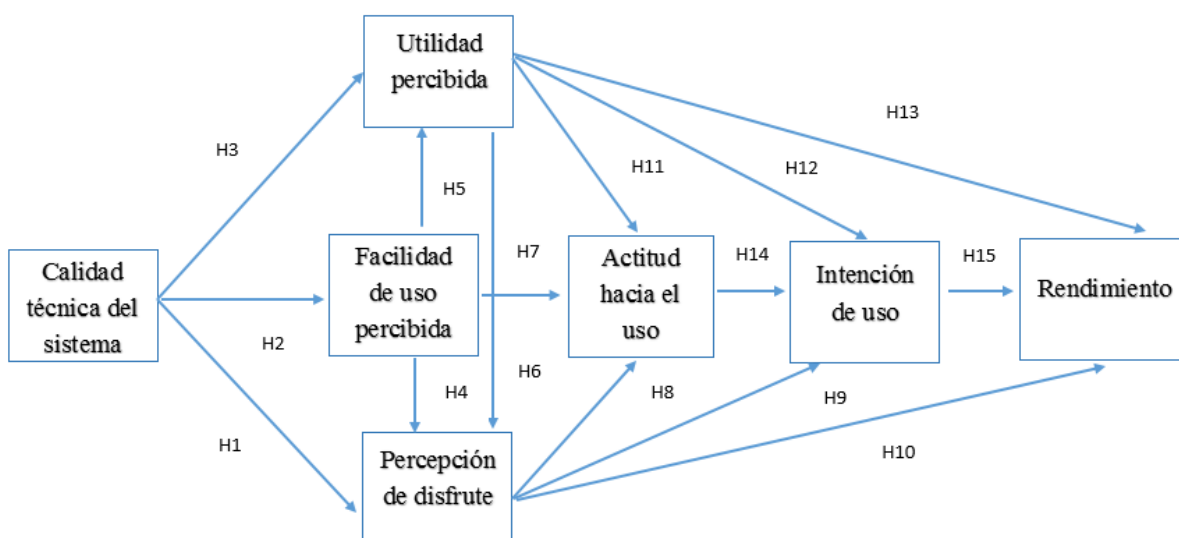 Utilidad
percibida
H13
H3
H11
H12
H5
Calidad
técnica del
sistema
Facilidad
de uso
percibida
H7
Actitud
hacia el
uso
H14
Intención
de uso
H15
Rendimiento
H2
H4
H6
H8
H9
H1
H10
Percepción
de disfrute